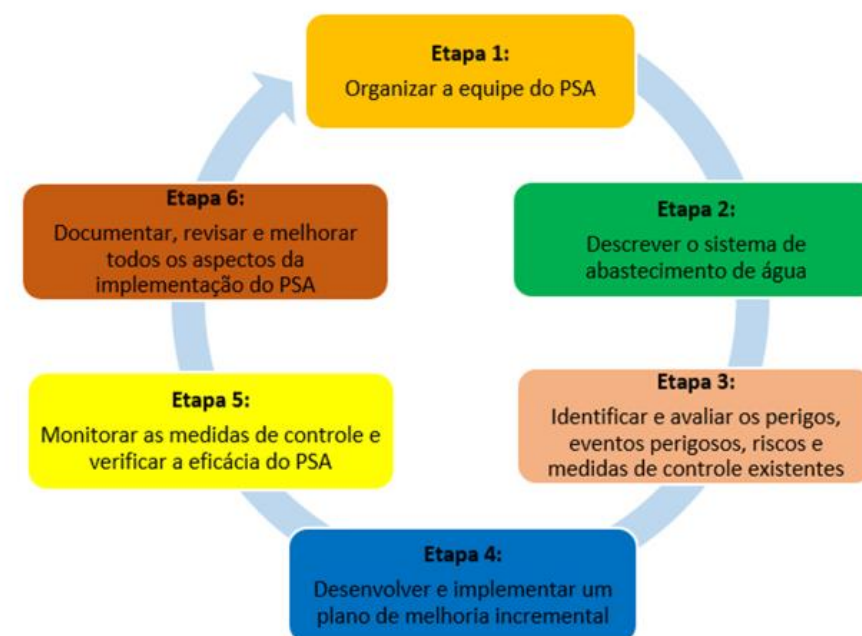 Etapa 1:
Organizar a equipe do PSA
Etapa 2:
Descrever o sistema de
abastecimento de água
Etapa 3:
Identificar e avaliar os perigos,
eventos perigosos, riscos e
medidas de controle existentes
Etapa 4:
Desenvolver e implementar um
plano de melhoria incremental
Etapa 5:
Monitorar as medidas de controle e
verificar a eficácia do PSA
Etapa 6:
Documentar, revisar e melhorar
todos os aspectos da
implementação do PSA